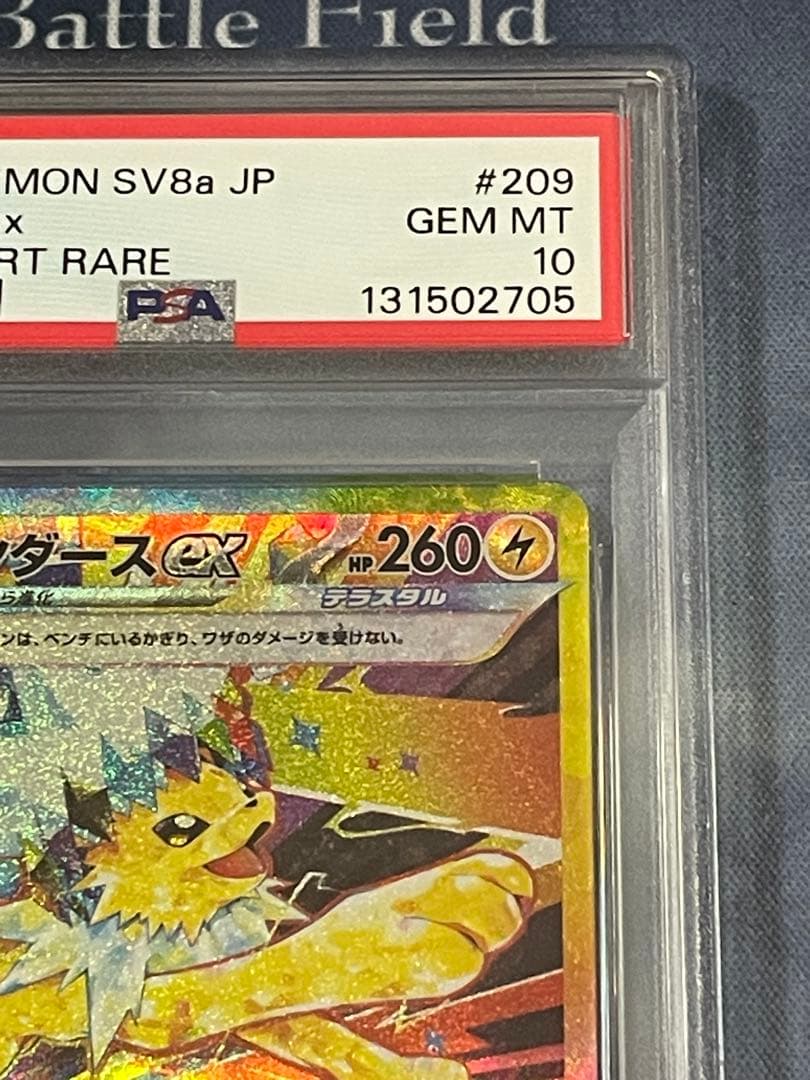 Battle Field
MON SV8a JP #209
x GEM MT
RT RARE 10
PSA 131502705
ダースex HP260
ら進化 テラスタル
ンは、ベンチにいるかぎり、ワザのダメージを受けない。